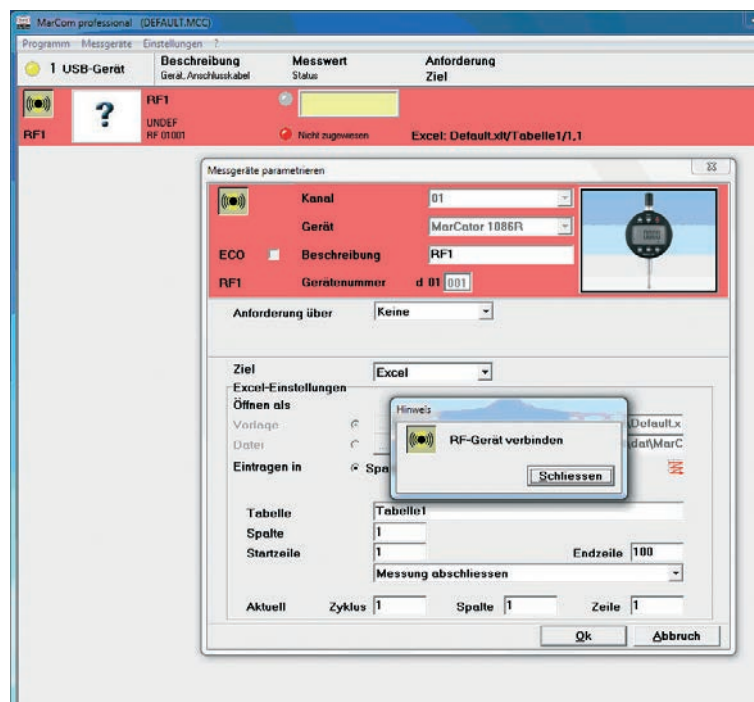 MarCom professional (DEFAULT.MCC)
Programm Messgeräte Einstellungen ?
1 USB-Gerät Beschreibung Messwert Anforderung
Gerät, Anschlusskabel Status Ziel
RF1
?
UNDEF
RF1 RF 01001 Nicht zugewiesen Excel: Default.xlt/Tabelle1/1,1
Messgeräte parametrieren
Kanal 01
Gerät MarCator 1086R
ECO Beschreibung RF1
RF1 Gerätenummer d 01 001
Anforderung über Keine
Ziel Excel
Excel-Einstellungen
Öffnen als
Vorlage \Default.x
Datei \dat\MarC
Eintragen in Spa
Hinweis
RF-Gerät verbinden
Schliessen
Tabelle Tabelle1
Spalte 1
Startzeile 1 Endzeile 100
Messung abschliessen
Aktuell Zyklus 1 Spalte 1 Zeile 1
Ok Abbruch